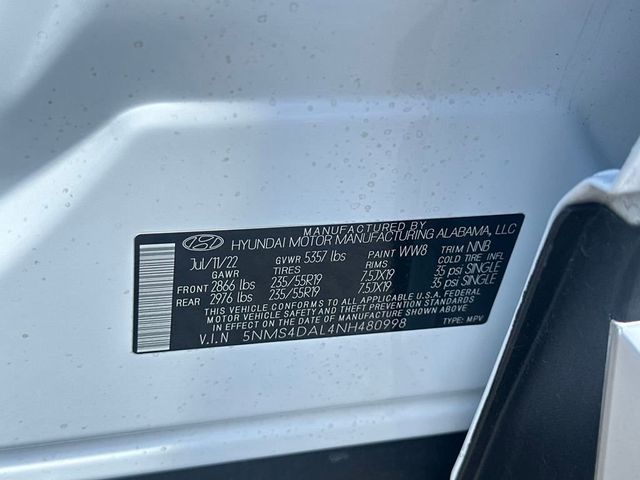 MANUFACTURED BY
HYUNDAI MOTOR MANUFACTURING ALABAMA, LLC
Jul/11/22 GVWR 5357 lbs PAINT WW8 TRIM NNB
GAWR TIRES RIMS COLD TIRE INFL
FRONT 2866 lbs 235/55R19 7.5JX19 35 psi SINGLE
REAR 2976 lbs 235/55R19 7.5JX19 35 psi SINGLE
THIS VEHICLE CONFORMS TO ALL APPLICABLE U.S.A. FEDERAL
MOTOR VEHICLE SAFETY AND THEFT PREVENTION STANDARDS
IN EFFECT ON THE DATE OF MANUFACTURE SHOWN ABOVE
V.I.N 5NMS4DAL4NH480998 TYPE: MPV